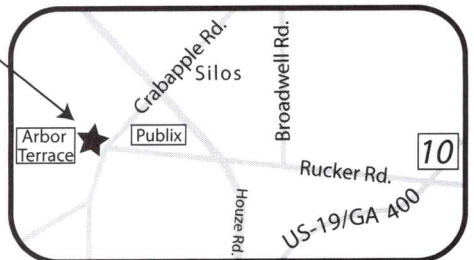 Crabapple Rd.
Silos
Broadwell Rd.
Arbor
Terrace
Publix
10
Rucker Rd.
Houze Rd.
US-19/GA 400